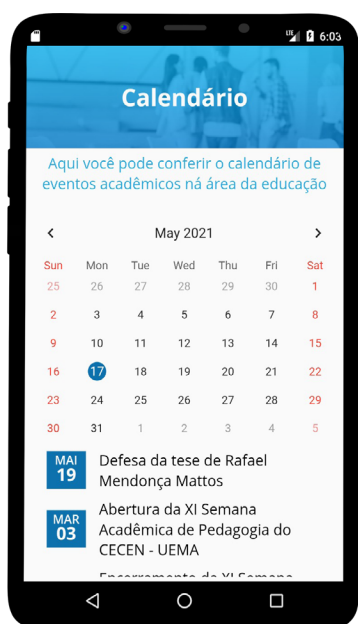 LTE 6:03
Calendário
Aqui você pode conferir o calendário de
eventos acadêmicos ná área da educação
May 2021
Sun Mon Tue Wed Thu Fri Sat
25 26 27 28 29 30 1
2 3 4 5 6 7 8
9 10 11 12 13 14 15
16 17 18 19 20 21 22
23 24 25 26 27 28 29
30 31 1 2 3 4 5
MAI
19
Defesa da tese de Rafael
Mendonça Mattos
MAR
03
Abertura da XI Semana
Acadêmica de Pedagogia do
CECEN - UEMA
Encerramento da XI Semana